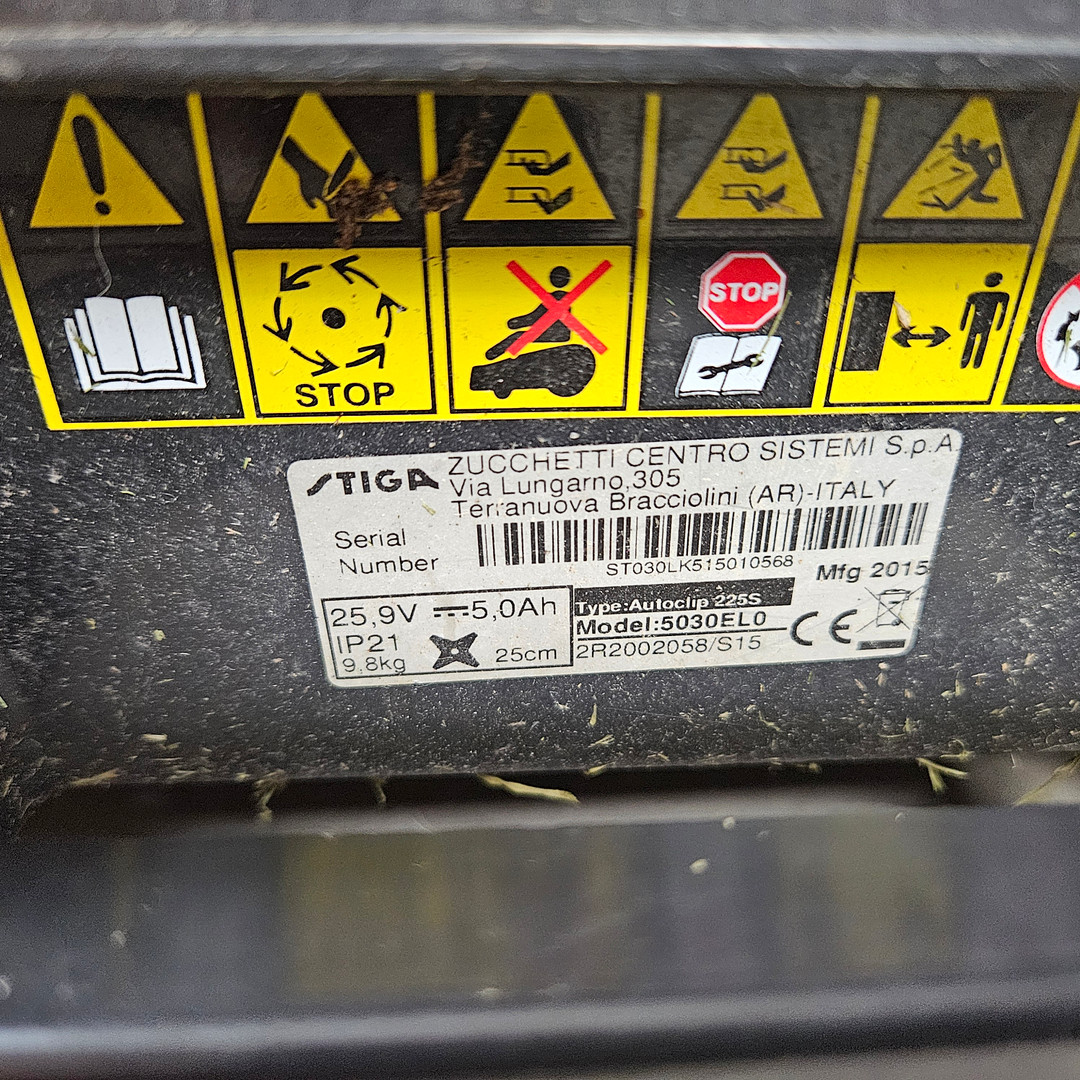 STOP
STOP
STIGA
ZUCCHETTI CENTRO SISTEMI S.p.A.
Via Lungarno,305
Terranuova Bracciolini (AR)-ITALY
Serial
Number
ST030LK515010568
Mfg 2015
25,9V 5,0Ah
IP21
9.8kg
25cm
Type:Autoclip 225S
Model:5030EL0
2R2002058/S15
CE